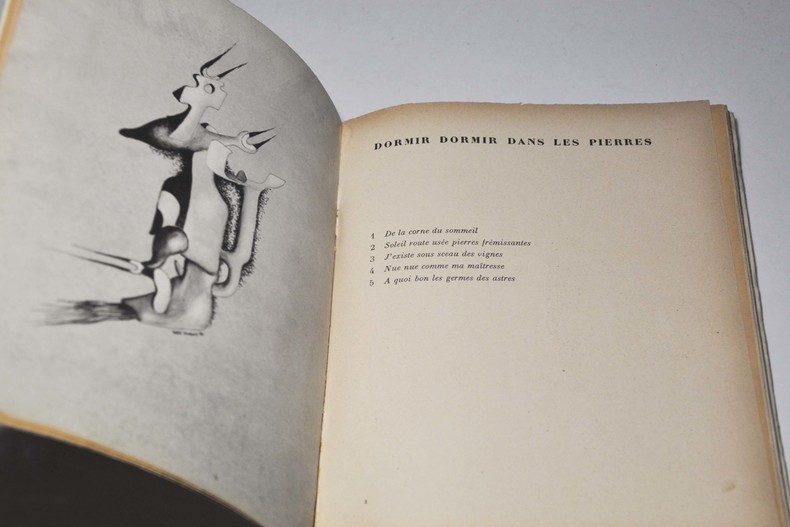 DORMIR DORMIR DANS LES PIERRES
1 De la corne du sommeil
2 Soleil route usée pierres frémissantes
3 J'existe sous sceau des vignes
4 Nue nue comme ma maîtresse
5 A quoi bon les germes des astres